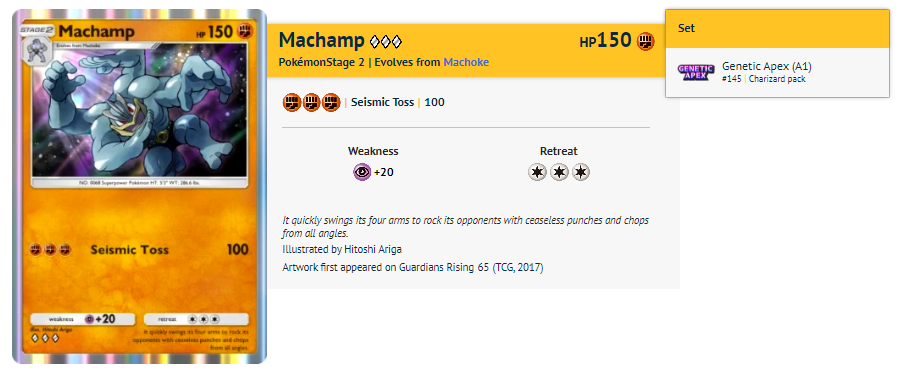 STAGE 2 Machamp HP 150
Evolves from Machoke
NO. 0068 Superpower Pokémon HT: 5'3" WT: 286.6 lbs.
Seismic Toss 100
weakness +20 retreat
Illus. Hitoshi Ariga
It quickly swings its four arms to rock its
opponents with ceaseless punches and chops
from all angles.
Machamp ◊◊◊ HP150
PokémonStage 2 | Evolves from Machoke
| Seismic Toss | 100
Weakness Retreat
+20
It quickly swings its four arms to rock its opponents with ceaseless punches and chops
from all angles.
Illustrated by Hitoshi Ariga
Artwork first appeared on Guardians Rising 65 (TCG, 2017)
Set
GENETIC
APEX
Genetic Apex (A1)
#145 | Charizard pack